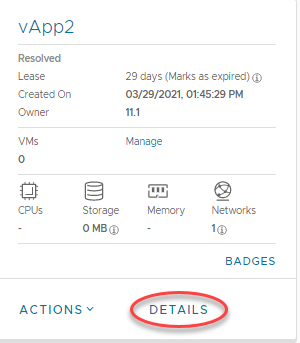 vApp2
Resolved
Lease 29 days (Marks as expired)
Created On 03/29/2021, 01:45:29 PM
Owner 11.1
VMs Manage
0
CPUs Storage Memory Networks
- 0 MB - 1
BADGES
ACTIONS DETAILS